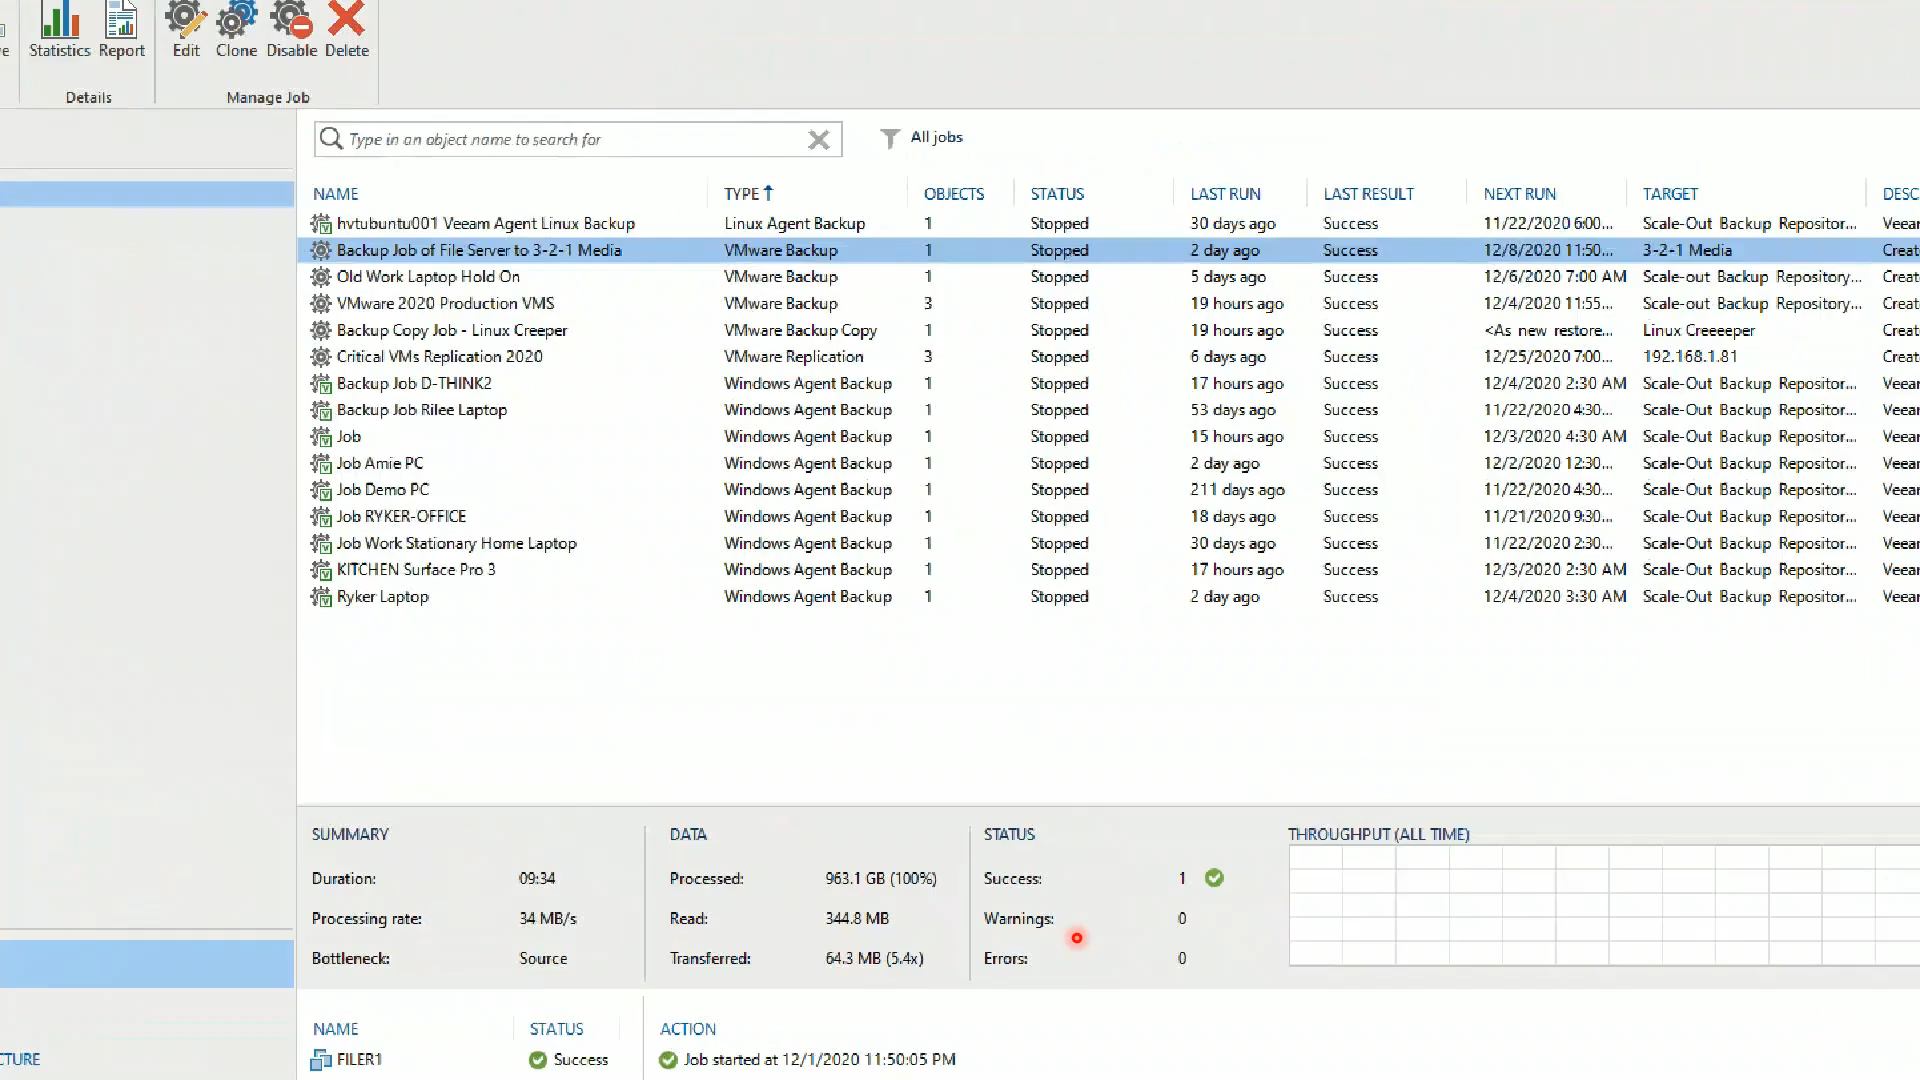 e Statistics Report Edit Clone Disable Delete
Details Manage Job
Type in an object name to search for All jobs
NAME TYPE OBJECTS STATUS LAST RUN LAST RESULT NEXT RUN TARGET DESC
hvtubuntu001 Veeam Agent Linux Backup Linux Agent Backup 1 Stopped 30 days ago Success 11/22/2020 6:00... Scale-Out Backup Repositor... Veear
Backup Job of File Server to 3-2-1 Media VMware Backup 1 Stopped 2 day ago Success 12/8/2020 11:50... 3-2-1 Media Create
Old Work Laptop Hold On VMware Backup 1 Stopped 5 days ago Success 12/6/2020 7:00 AM Scale-out Backup Repository... Create
VMware 2020 Production VMS VMware Backup 3 Stopped 19 hours ago Success 12/4/2020 11:55... Scale-out Backup Repository... Create
Backup Copy Job - Linux Creeper VMware Backup Copy 1 Stopped 19 hours ago Success <As new restore... Linux Creeeeper Create
Critical VMs Replication 2020 VMware Replication 3 Stopped 6 days ago Success 12/25/2020 7:00... 192.168.1.81 Create
Backup Job D-THINK2 Windows Agent Backup 1 Stopped 17 hours ago Success 12/4/2020 2:30 AM Scale-Out Backup Repositor... Veear
Backup Job Rilee Laptop Windows Agent Backup 1 Stopped 53 days ago Success 11/22/2020 4:30... Scale-Out Backup Repositor... Veear
Job Windows Agent Backup 1 Stopped 15 hours ago Success 12/3/2020 4:30 AM Scale-Out Backup Repositor... Veear
Job Amie PC Windows Agent Backup 1 Stopped 2 day ago Success 12/2/2020 12:30... Scale-Out Backup Repositor... Veear
Job Demo PC Windows Agent Backup 1 Stopped 211 days ago Success 11/22/2020 4:30... Scale-Out Backup Repositor... Veear
Job RYKER-OFFICE Windows Agent Backup 1 Stopped 18 days ago Success 11/21/2020 9:30... Scale-Out Backup Repositor... Veear
Job Work Stationary Home Laptop Windows Agent Backup 1 Stopped 30 days ago Success 11/22/2020 2:30... Scale-Out Backup Repositor... Veear
KITCHEN Surface Pro 3 Windows Agent Backup 1 Stopped 17 hours ago Success 12/3/2020 2:30 AM Scale-Out Backup Repositor... Veear
Ryker Laptop Windows Agent Backup 1 Stopped 2 day ago Success 12/4/2020 3:30 AM Scale-Out Backup Repositor... Veear
SUMMARY DATA STATUS THROUGHPUT (ALL TIME)
Duration: 09:34 Processed: 963.1 GB (100%) Success: 1
Processing rate: 34 MB/s Read: 344.8 MB Warnings: 0
Bottleneck: Source Transferred: 64.3 MB (5.4x) Errors: 0
NAME STATUS ACTION
CTURE FILER1 Success Job started at 12/1/2020 11:50:05 PM